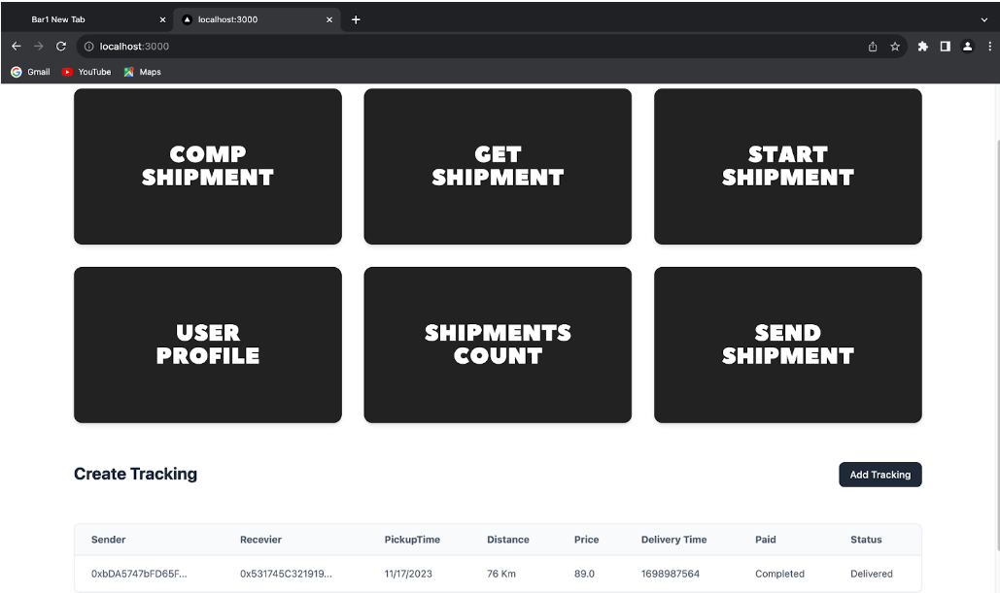 Bar1 New Tab
localhost:3000
localhost:3000
Gmail YouTube Maps
COMP
SHIPMENT
GET
SHIPMENT
START
SHIPMENT
USER
PROFILE
SHIPMENTS
COUNT
SEND
SHIPMENT
Create Tracking
Add Tracking
Sender Recevier PickupTime Distance Price Delivery Time Paid Status
0xbDA5747bFD65F... 0x531745C321919... 11/17/2023 76 Km 89.0 1698987564 Completed Delivered